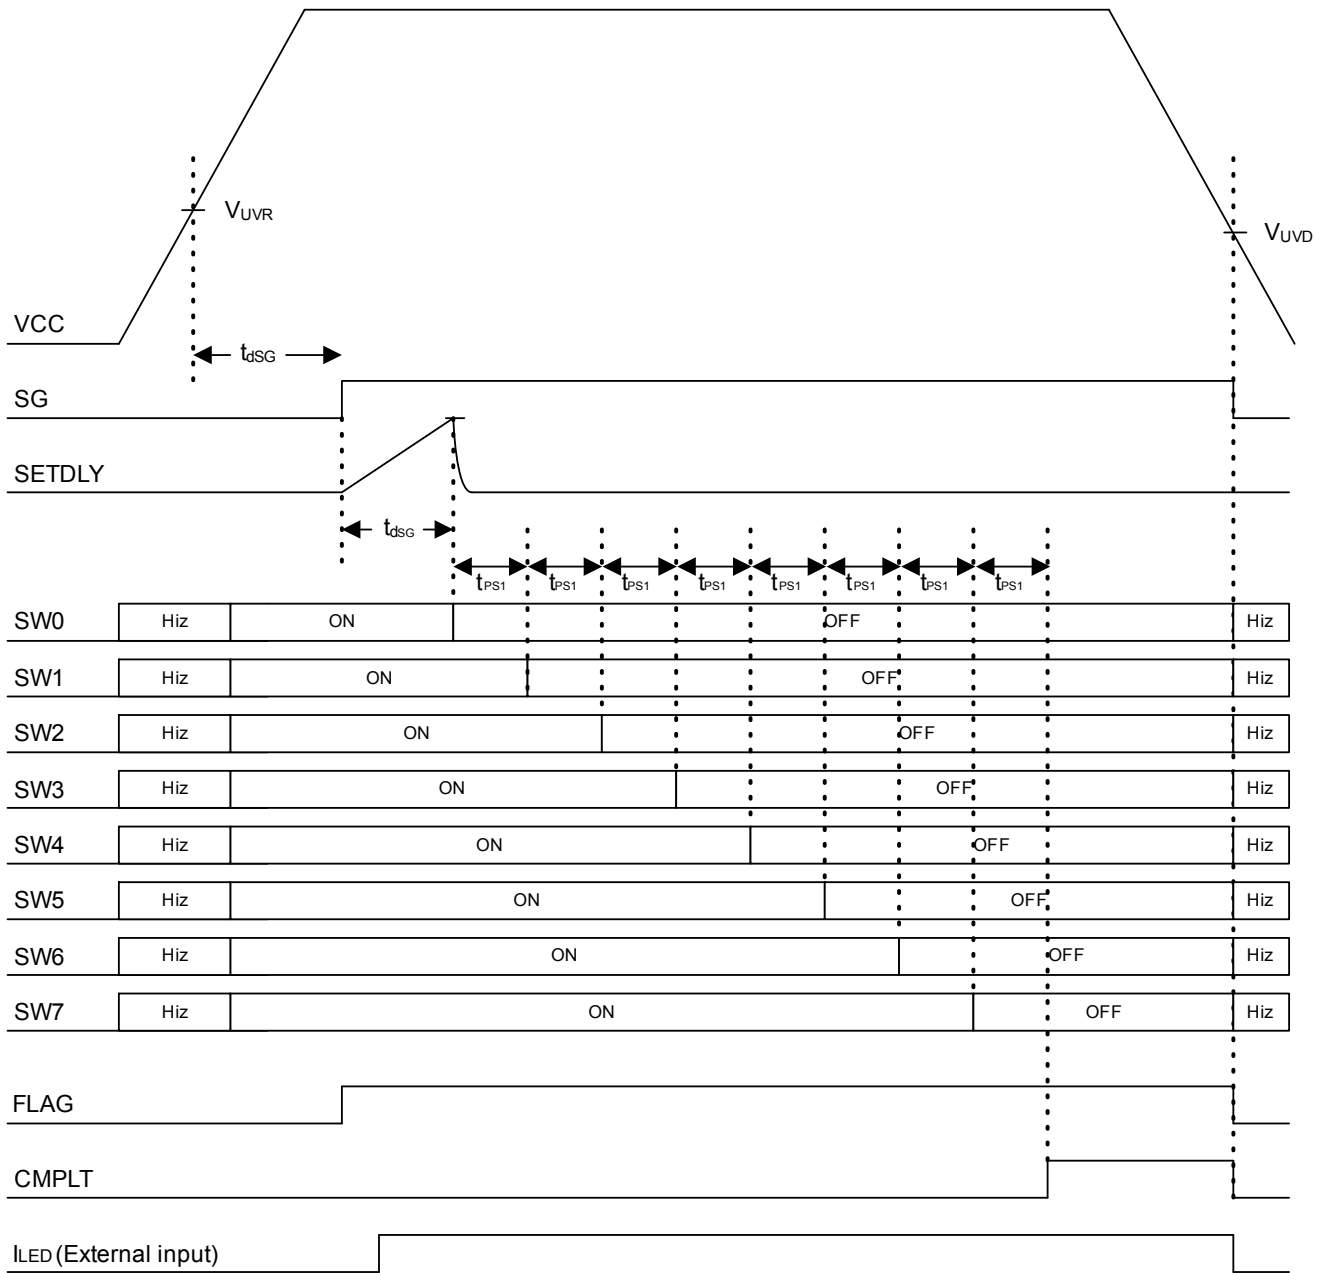 VUVR
VUVD
VCC
tdSG
SG
SETDLY
tdSG
tPS1 tPS1 tPS1 tPS1 tPS1 tPS1 tPS1 tPS1
SW0 Hiz ON OFF Hiz
SW1 Hiz ON OFF Hiz
SW2 Hiz ON OFF Hiz
SW3 Hiz ON OFF Hiz
SW4 Hiz ON OFF Hiz
SW5 Hiz ON OFF Hiz
SW6 Hiz ON OFF Hiz
SW7 Hiz ON OFF Hiz
FLAG
CMPLT
ILED (External input)